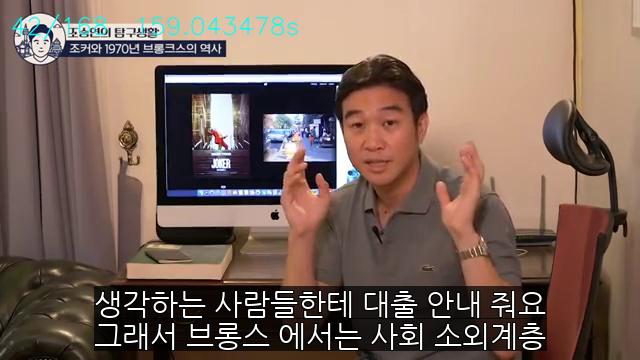 42/168 159.043478s
조승연의 탐구생활
조커와 1970년 브롱크스의 역사
JOKER
생각하는 사람들한테 대출 안내 줘요
그래서 브롱스 에서는 사회 소외계층